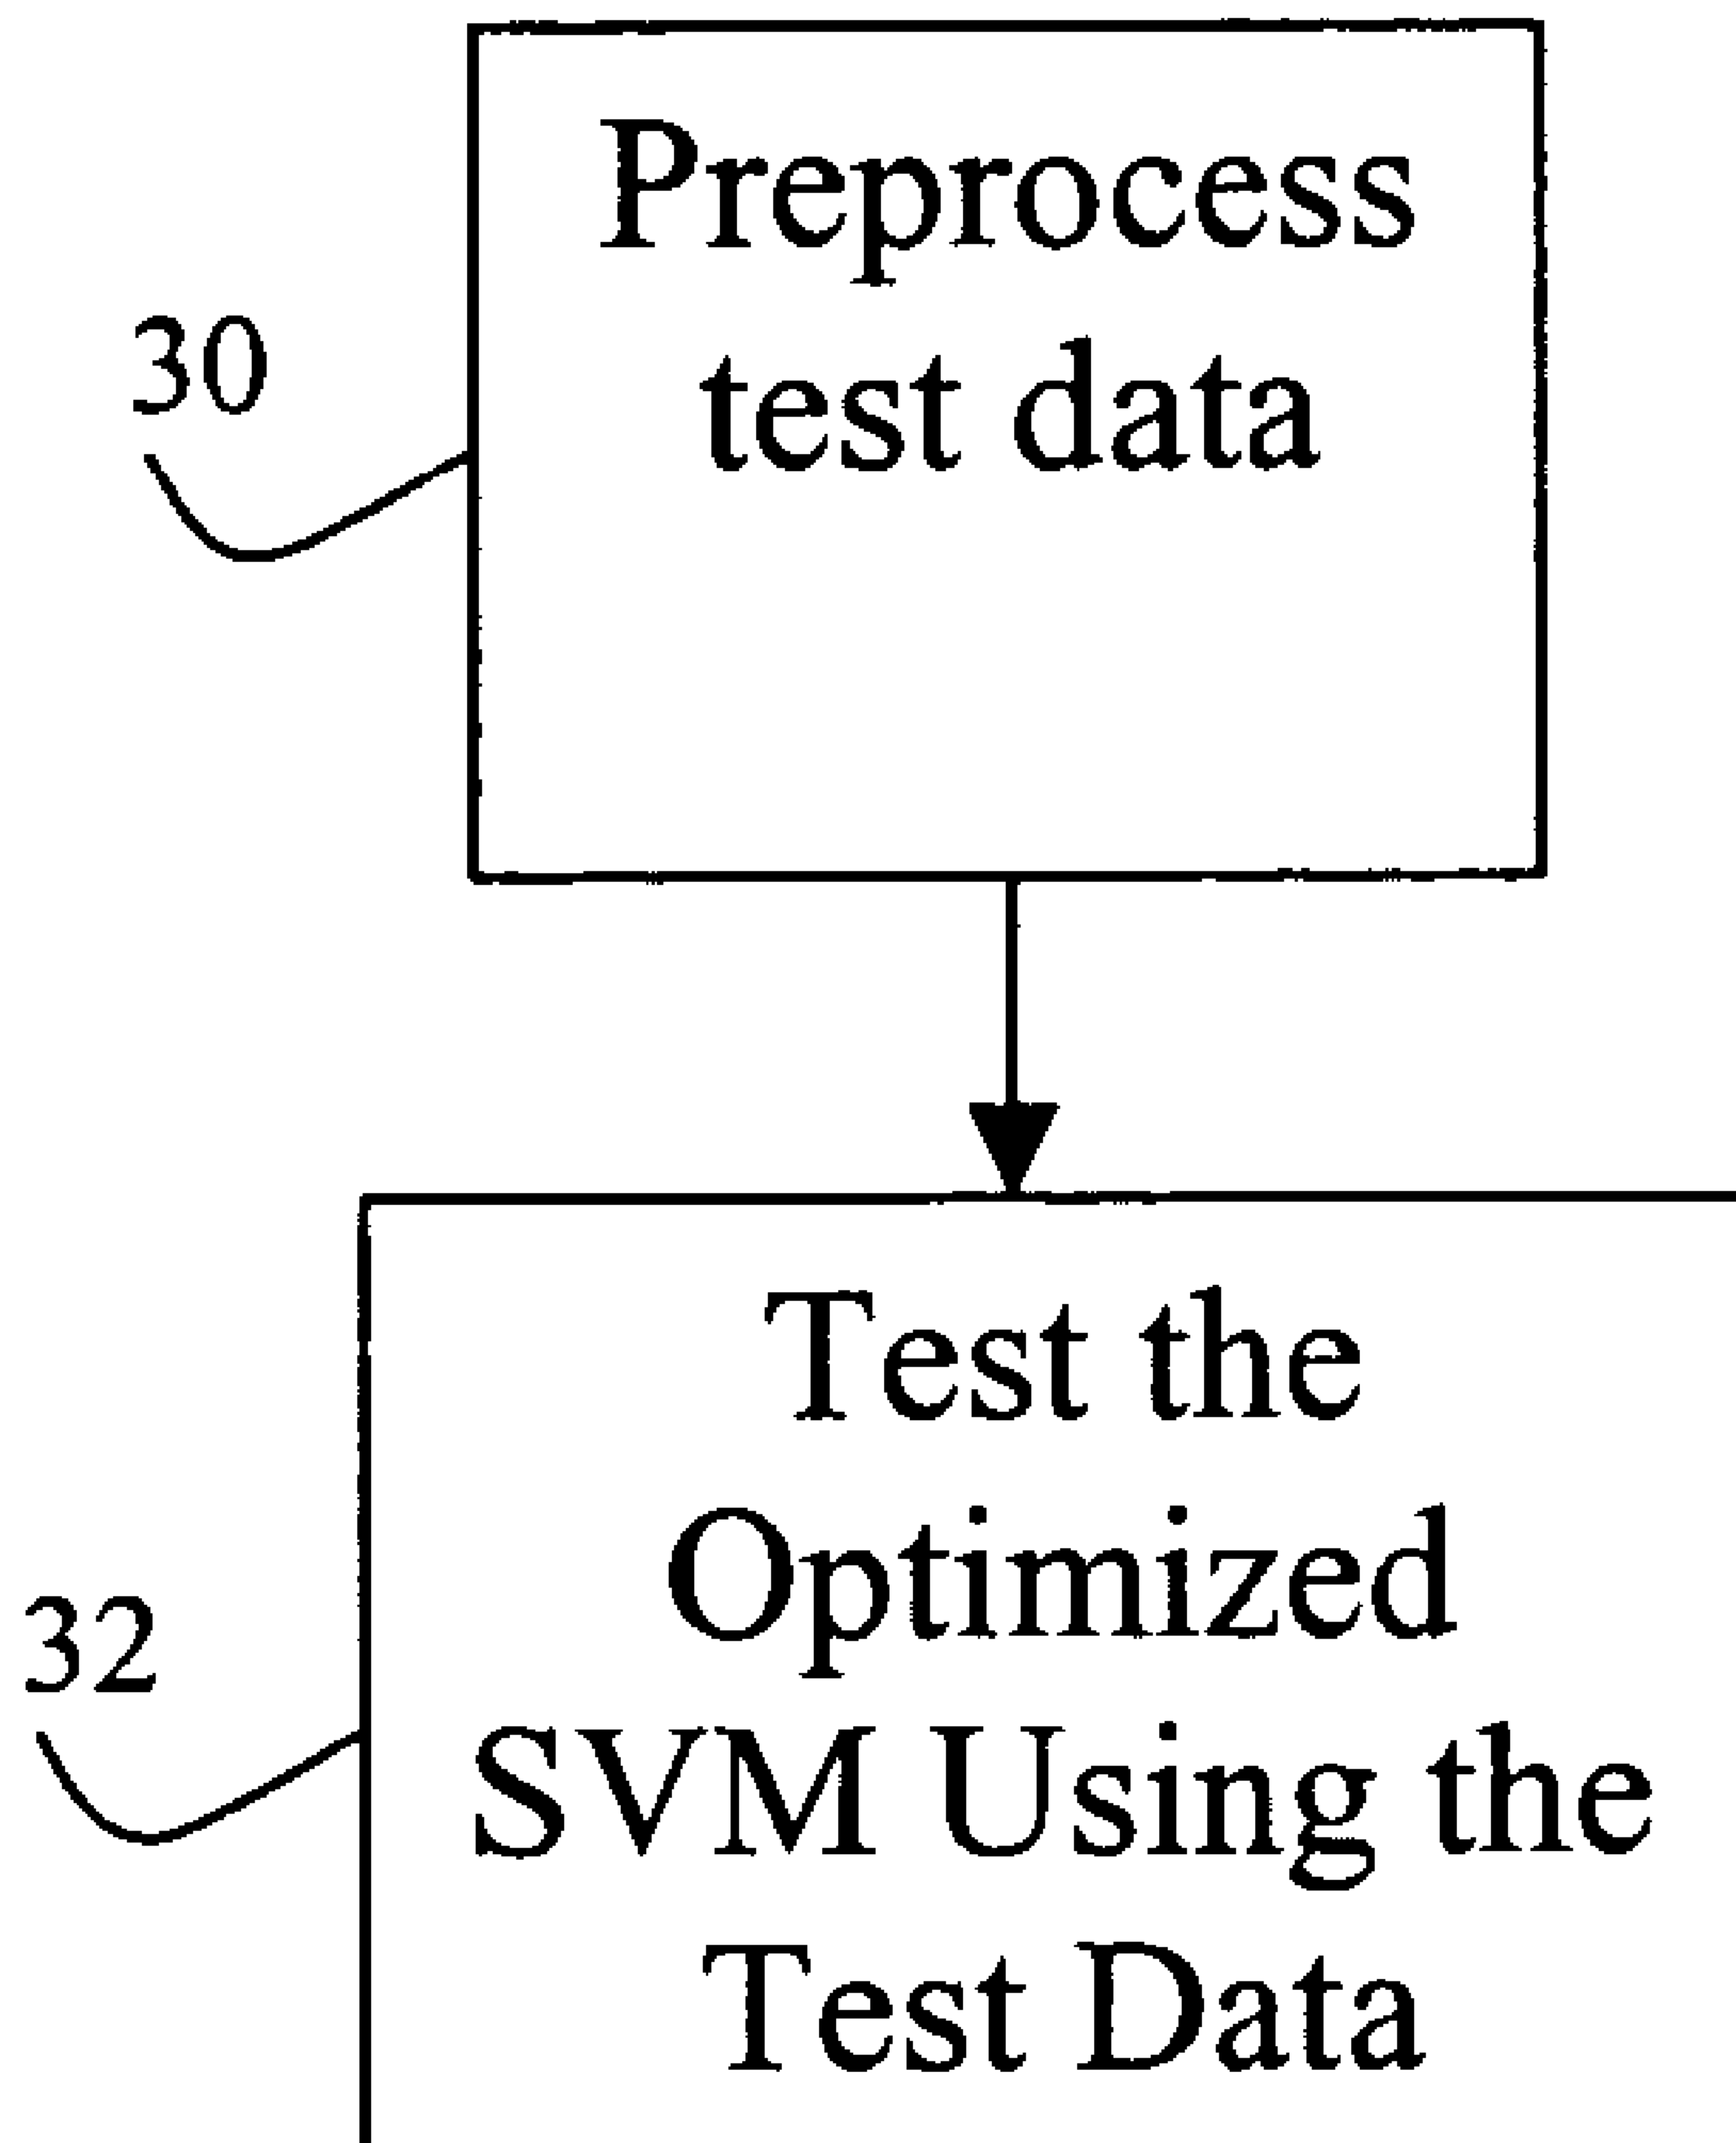 Preprocess
test data
30
Test the
Optimized
SVM Using the
Test Data
32